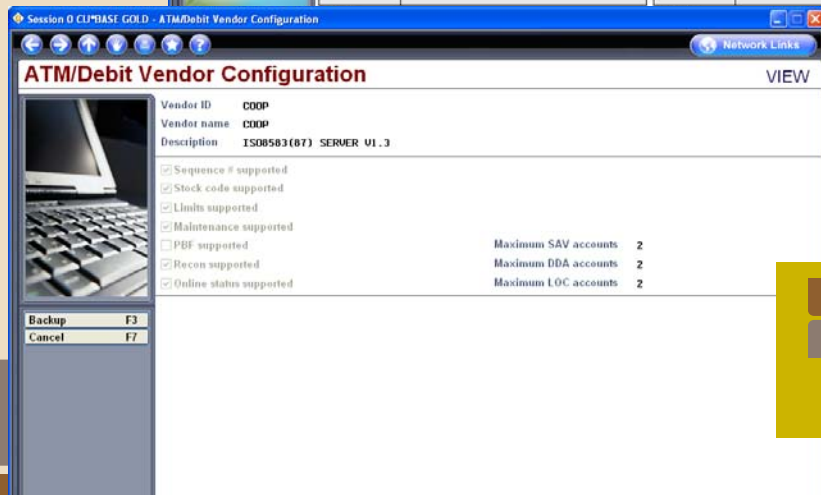 Session 0 CU*BASE GOLD - ATM/Debit Vendor Configuration
Network Links
ATM/Debit Vendor Configuration
VIEW
Vendor ID COOP
Vendor name COOP
Description ISO8583(87) SERVER V1.3
Sequence # supported
Stock code supported
Limits supported
Maintenance supported
PBF supported Maximum SAV accounts 2
Recon supported Maximum DDA accounts 2
Online status supported Maximum LOC accounts 2
Backup F3
Cancel F7